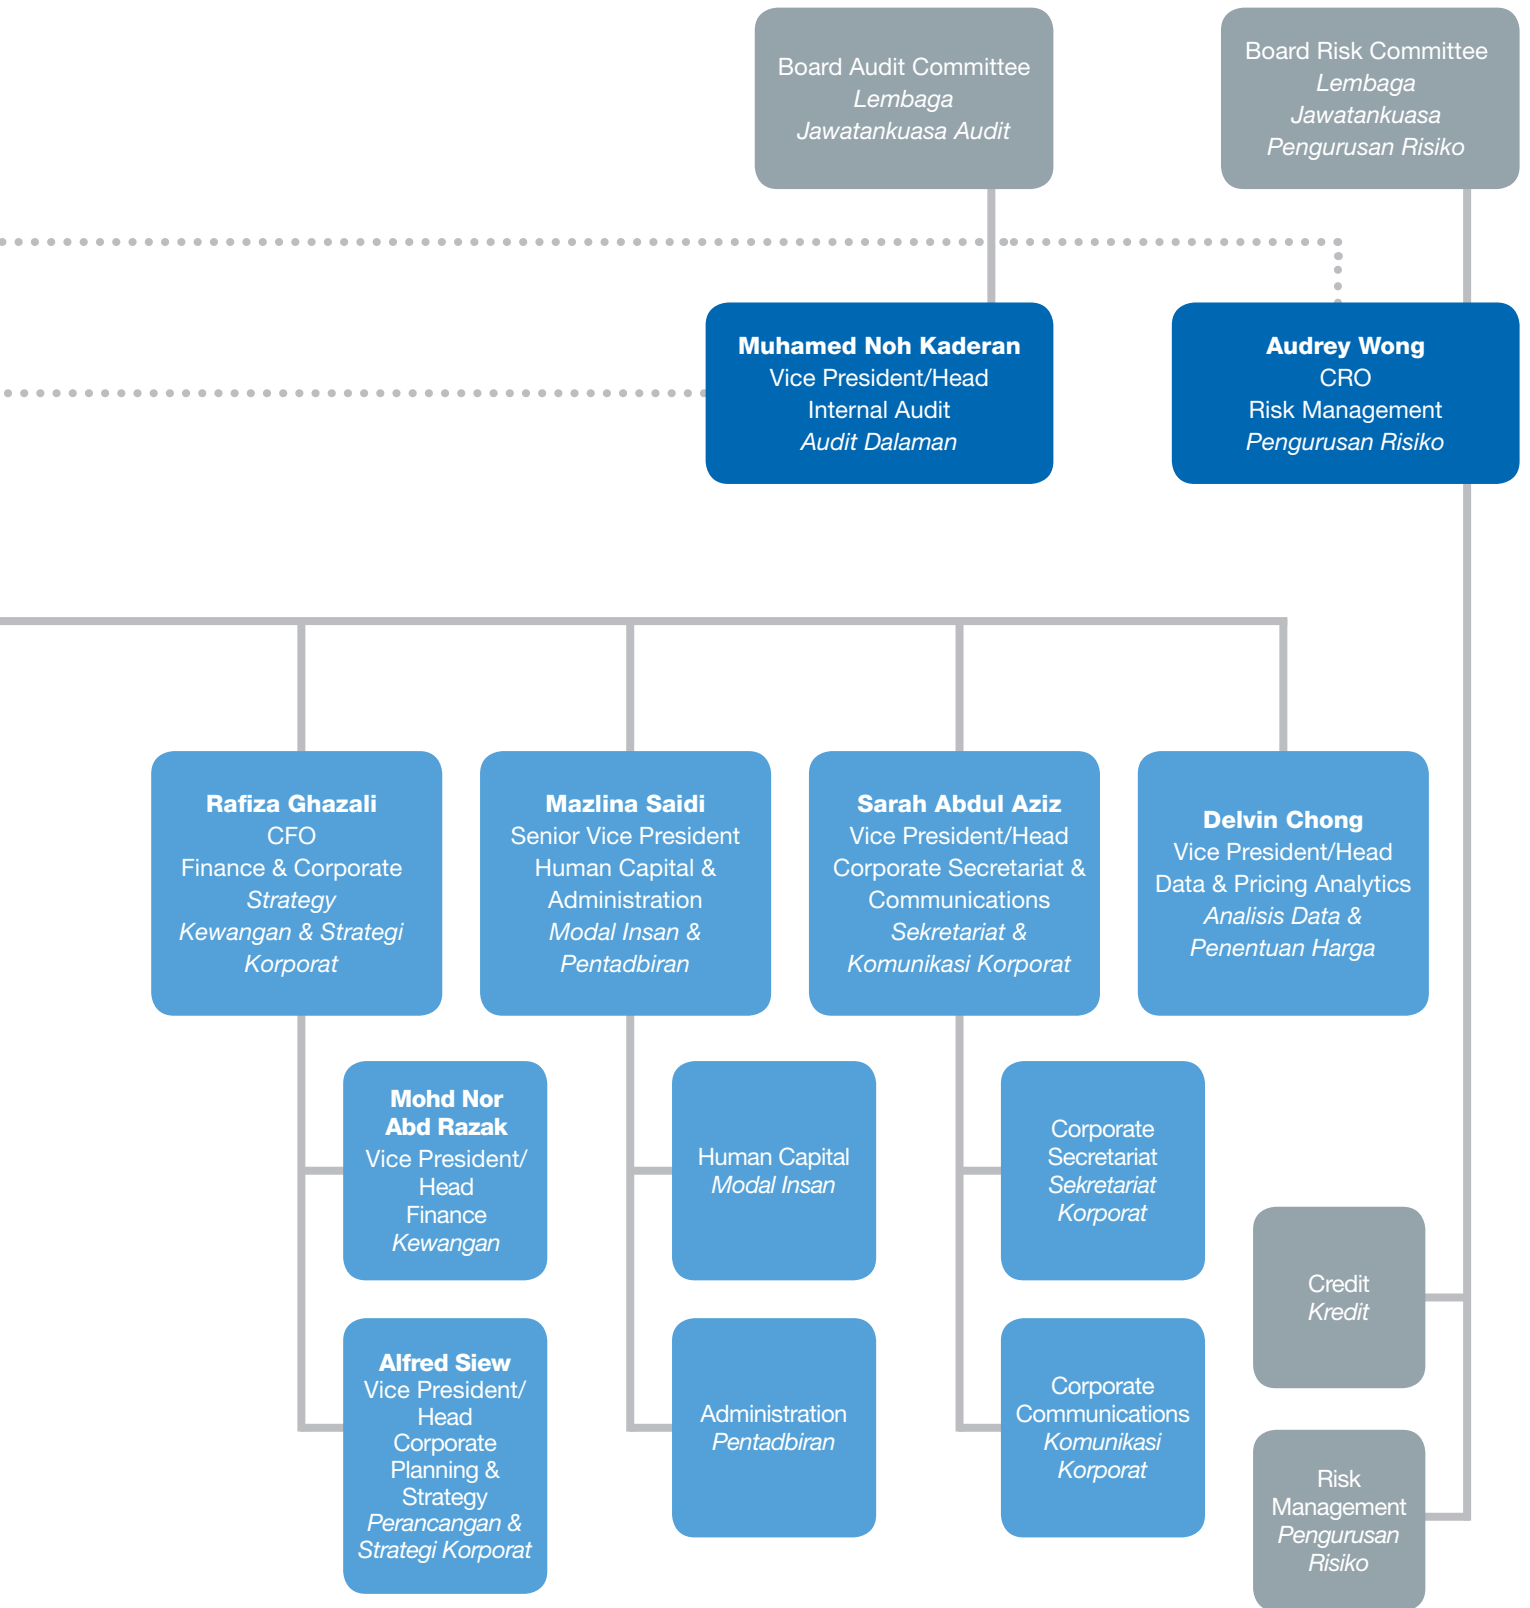 Board Audit Committee
Lembaga
Jawatankuasa Audit
Board Risk Committee
Lembaga
Jawatankuasa
Pengurusan Risiko
Muhamed Noh Kaderan
Vice President/Head
Internal Audit
Audit Dalaman
Audrey Wong
CRO
Risk Management
Pengurusan Risiko
Rafiza Ghazali
CFO
Finance & Corporate
Strategy
Kewangan & Strategi
Korporat
Mazlina Saidi
Senior Vice President
Human Capital &
Administration
Modal Insan &
Pentadbiran
Sarah Abdul Aziz
Vice President/Head
Corporate Secretariat &
Communications
Sekretariat &
Komunikasi Korporat
Delvin Chong
Vice President/Head
Data & Pricing Analytics
Analisis Data &
Penentuan Harga
Mohd Nor
Abd Razak
Vice President/
Head
Finance
Kewangan
Human Capital
Modal Insan
Corporate
Secretariat
Sekretariat
Korporat
Credit
Kredit
Alfred Siew
Vice President/
Head
Corporate
Planning &
Strategy
Perancangan &
Strategi Korporat
Administration
Pentadbiran
Corporate
Communications
Komunikasi
Korporat
Risk
Management
Pengurusan
Risiko